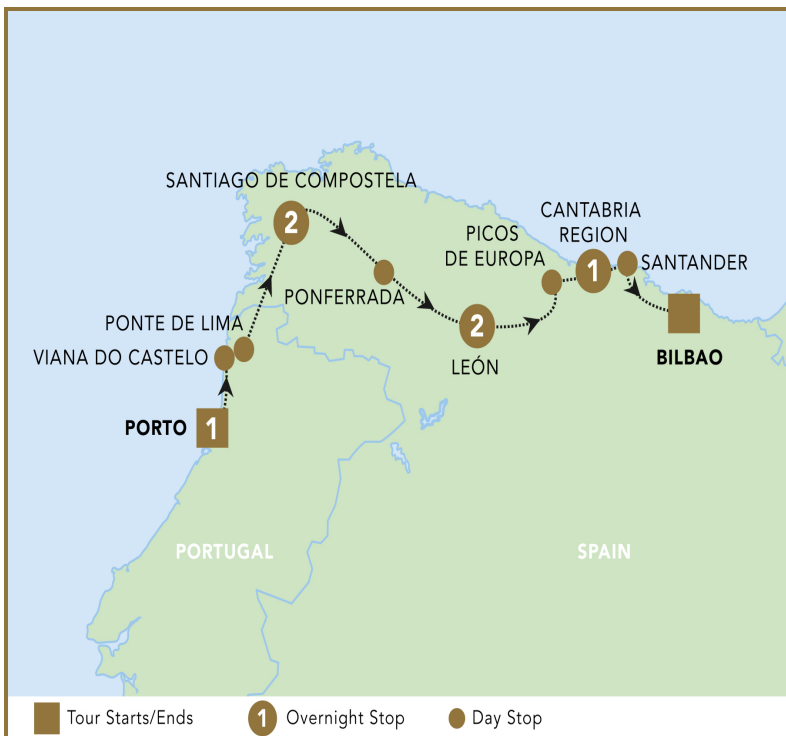 SANTIAGO DE COMPOSTELA
2
CANTABRIA
REGION
PICOS
DE EUROPA
1
SANTANDER
PONFERRADA
PONTE DE LIMA
2
VIANA DO CASTELO
LEÓN
BILBAO
PORTO
1
PORTUGAL
SPAIN
Tour Starts/Ends
1
Overnight Stop
Day Stop